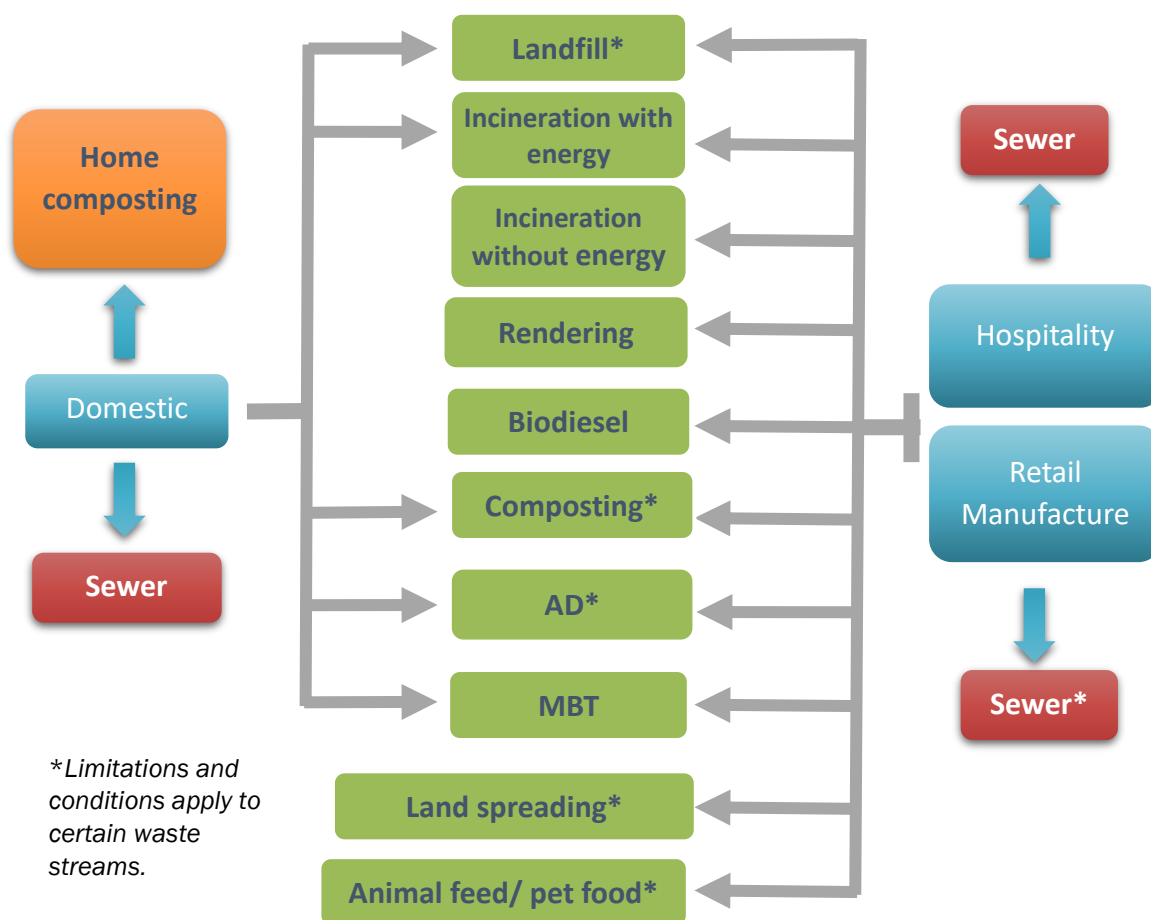 Landfill*
Incineration with
energy
Incineration
without energy
Rendering
Biodiesel
Composting*
AD*
MBT
Land spreading*
Animal feed/ pet food*
Home
composting
Domestic
Sewer
*Limitations and
conditions apply to
certain waste
streams.
Sewer
Hospitality
Retail
Manufacture
Sewer*